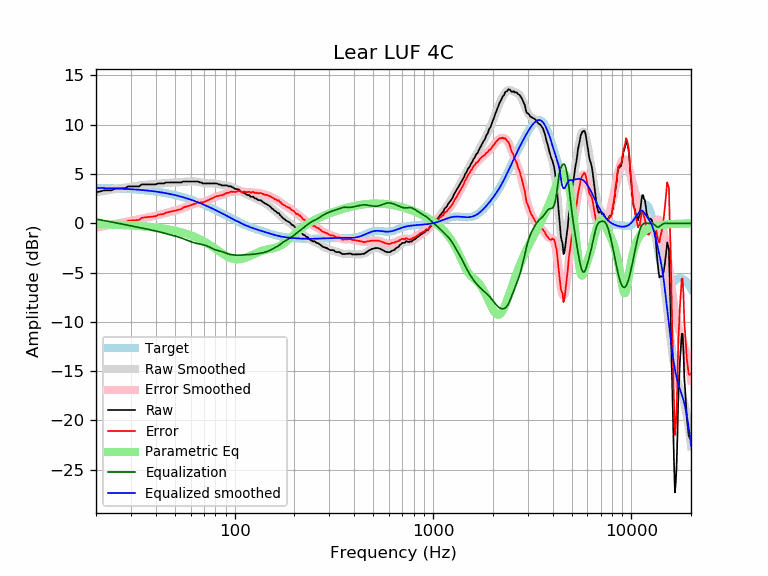 Lear LUF 4C
15
10
5
0
−5
−10
−15
−20
−25
Amplitude (dBr)
Target
Raw Smoothed
Error Smoothed
Raw
Error
Parametric Eq
Equalization
Equalized smoothed
100
1000
10000
Frequency (Hz)